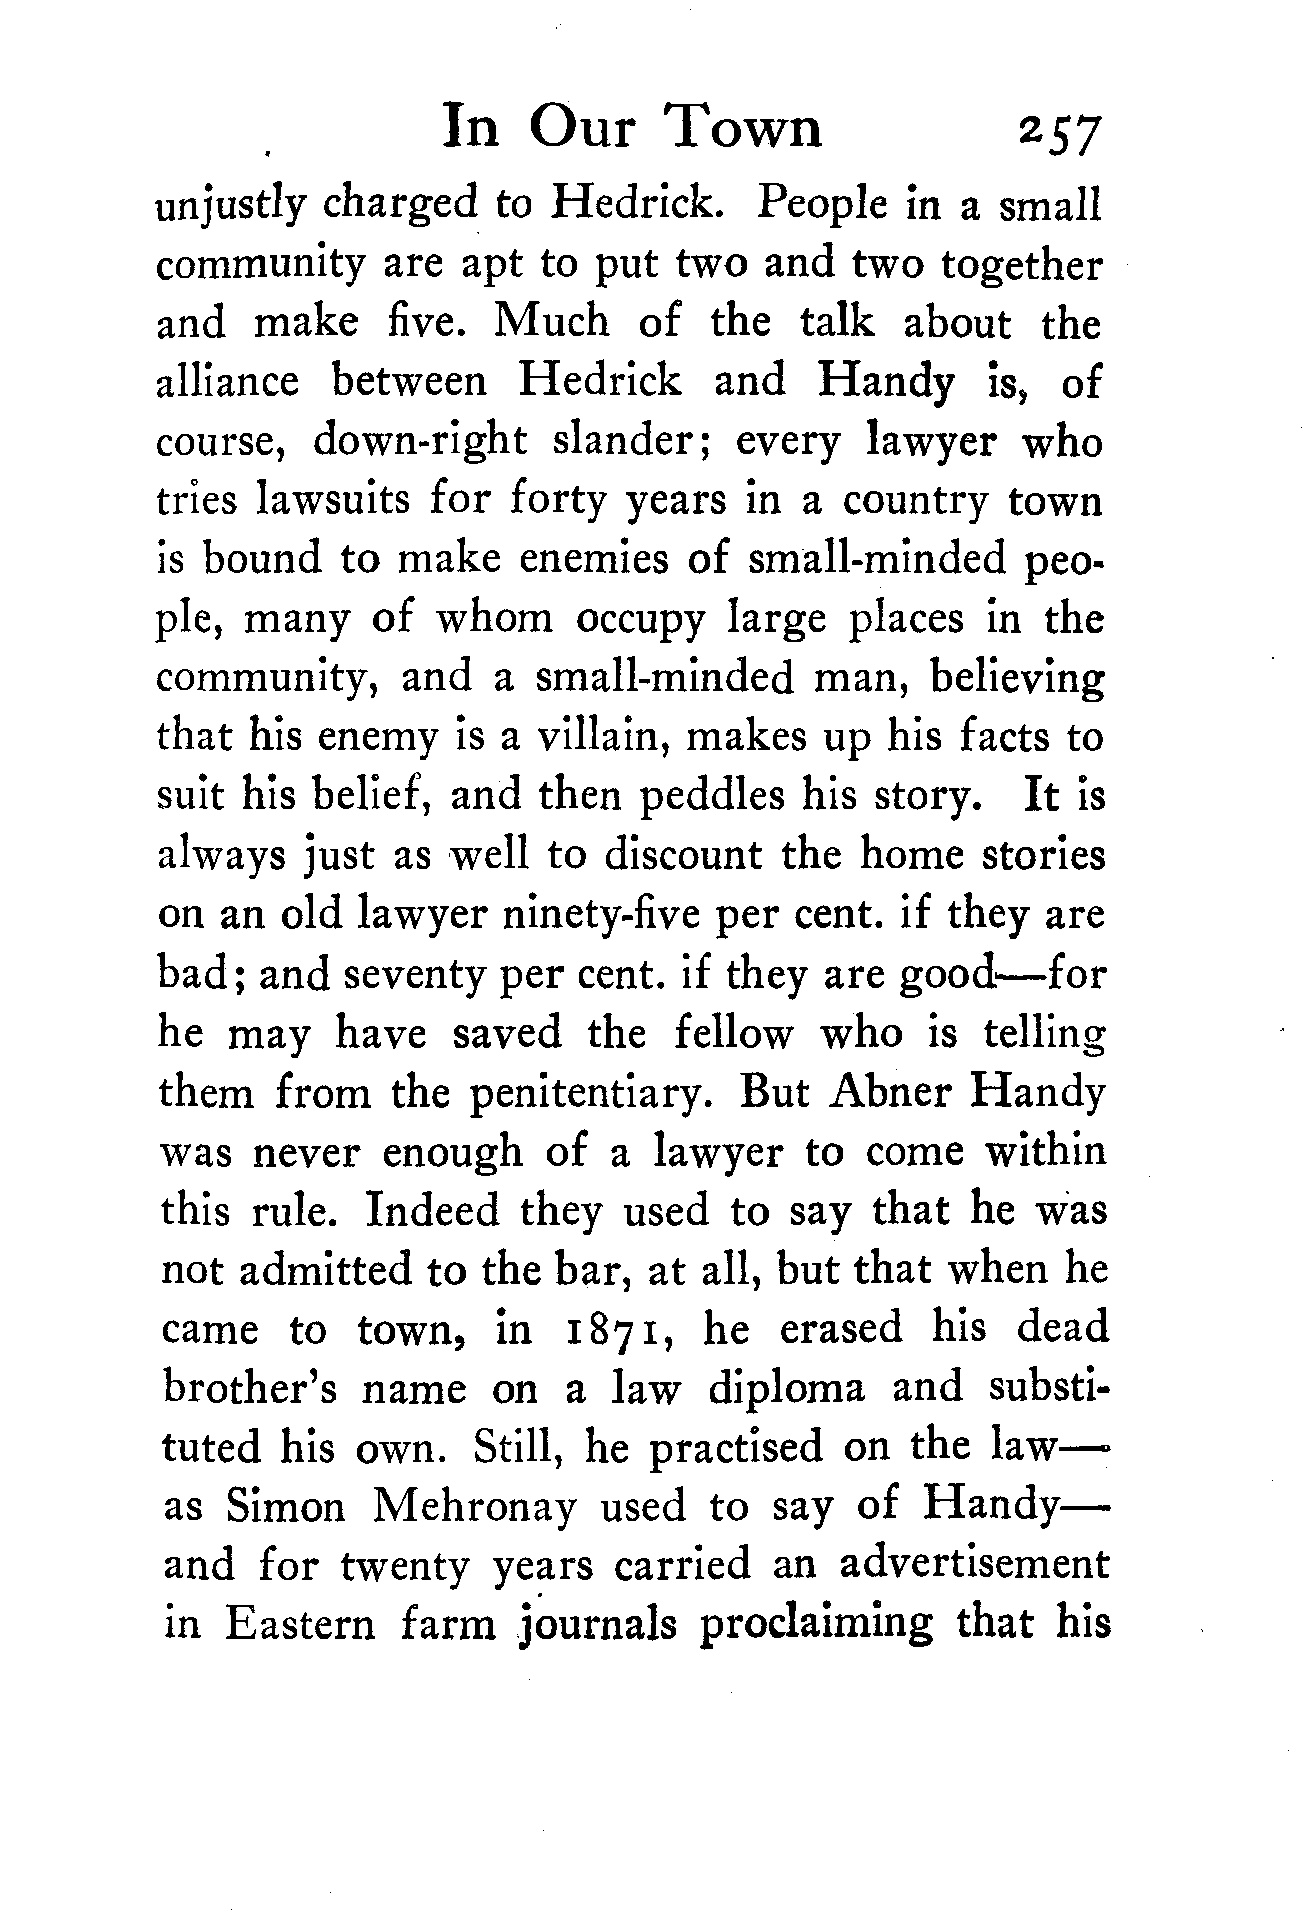 In Our Town 257
unjustly charged to Hedrick. People in a small
community are apt to put two and two together
and make five. Much of the talk about the
alliance between Hedrick and Handy is, of
course, down-right slander; every lawyer who
tries lawsuits for forty years in a country town
is bound to make enemies of small-minded peo-
ple, many of whom occupy large places in the
community, and a small-minded man, believing
that his enemy is a villain, makes up his facts to
suit his belief, and then peddles his story. It is
always just as well to discount the home stories
on an old lawyer ninety-five per cent. if they are
bad; and seventy per cent. if they are good—for
he may have saved the fellow who is telling
them from the penitentiary. But Abner Handy
was never enough of a lawyer to come within
this rule. Indeed they used to say that he was
not admitted to the bar, at all, but that when he
came to town, in 1871, he erased his dead
brother's name on a law diploma and substi-
tuted his own. Still, he practised on the law—
as Simon Mehronay used to say of Handy—
and for twenty years carried an advertisement
in Eastern farm journals proclaiming that his